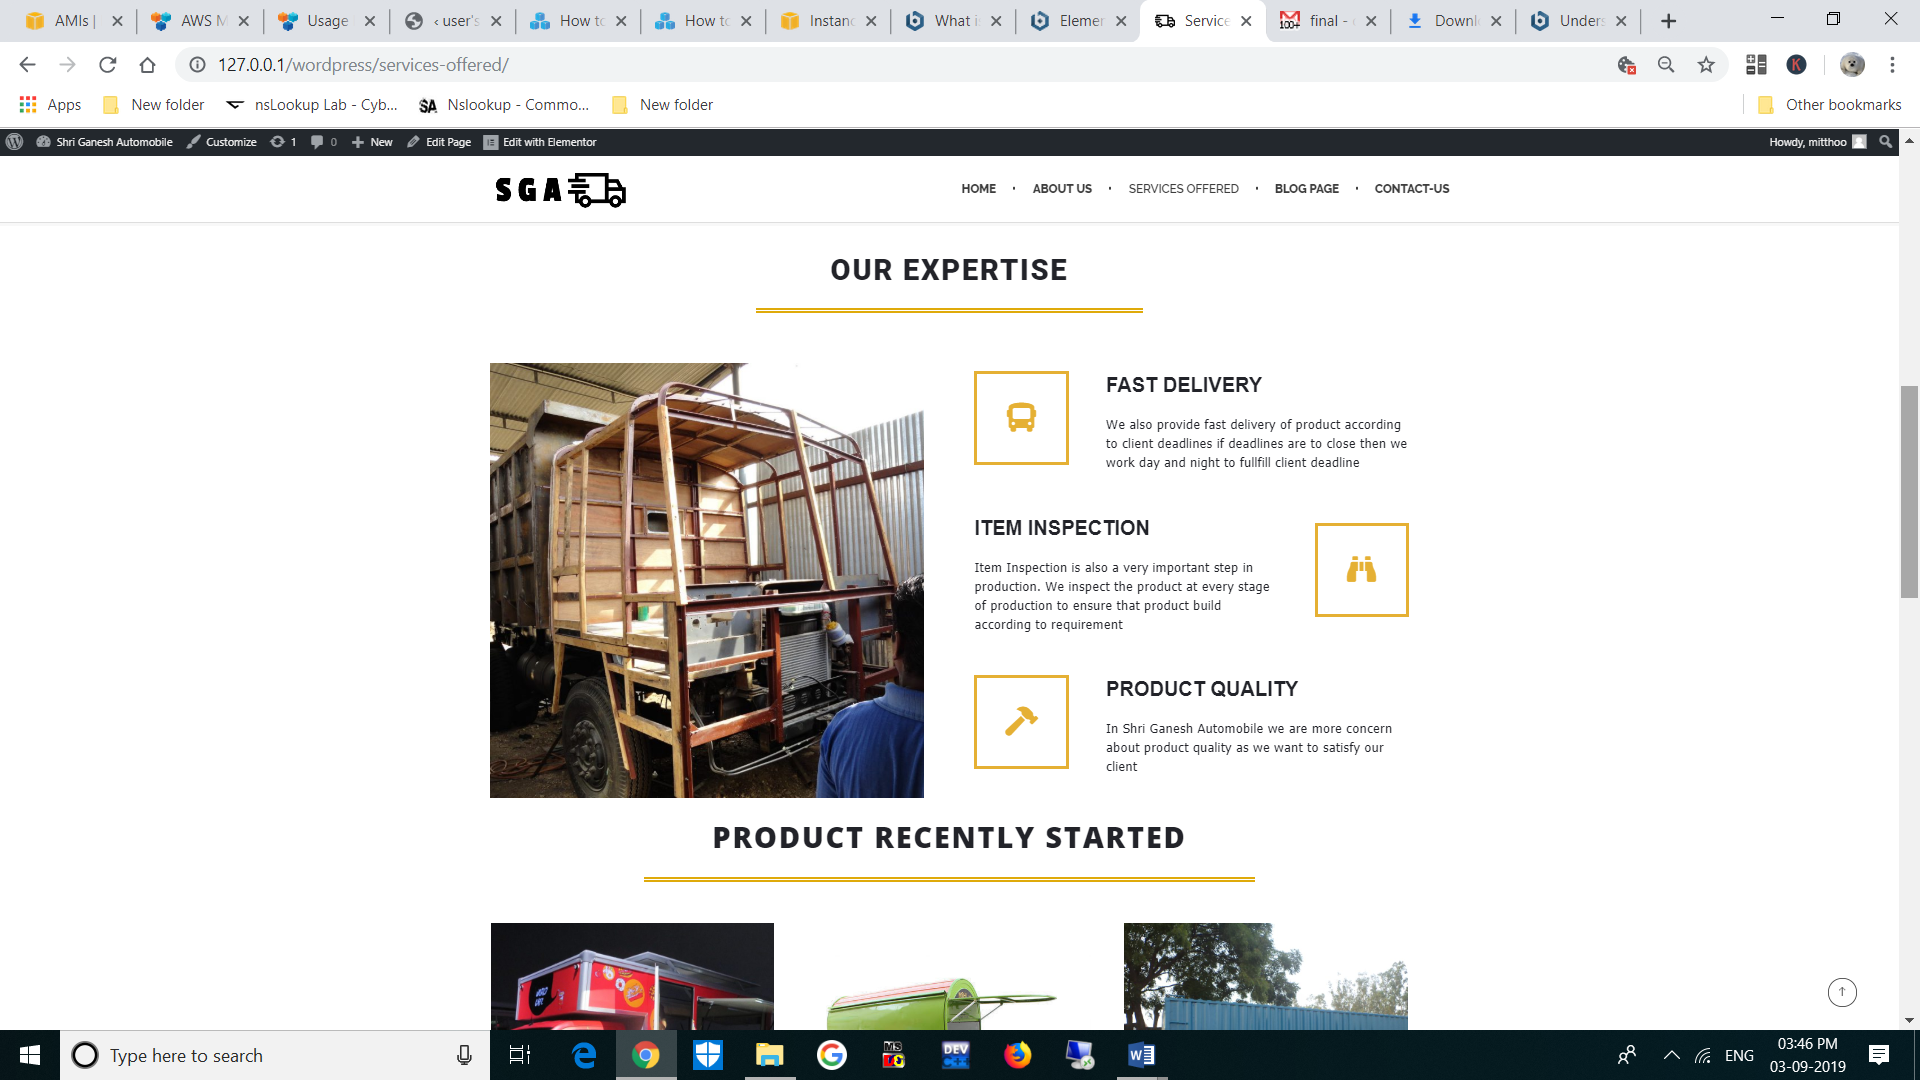 AMIs |
AWS M
Usage
‹ user's
How to
How to
Instanc
What i
Elemen
Service
100+
final -
Downl
Unders
127.0.0.1/wordpress/services-offered/
Apps
New folder
nsLookup Lab - Cyb...
SA
Nslookup - Commo...
New folder
Other bookmarks
Shri Ganesh Automobile
Customize
1
0
New
Edit Page
Edit with Elementor
Howdy, mitthoo
SGA
HOME
ABOUT US
SERVICES OFFERED
BLOG PAGE
CONTACT-US
OUR EXPERTISE
FAST DELIVERY
We also provide fast delivery of product according
to client deadlines if deadlines are to close then we
work day and night to fullfill client deadline
ITEM INSPECTION
Item Inspection is also a very important step in
production. We inspect the product at every stage
of production to ensure that product build
according to requirement
PRODUCT QUALITY
In Shri Ganesh Automobile we are more concern
about product quality as we want to satisfy our
client
PRODUCT RECENTLY STARTED
Type here to search
DEV
ENG
03:46 PM
03-09-2019